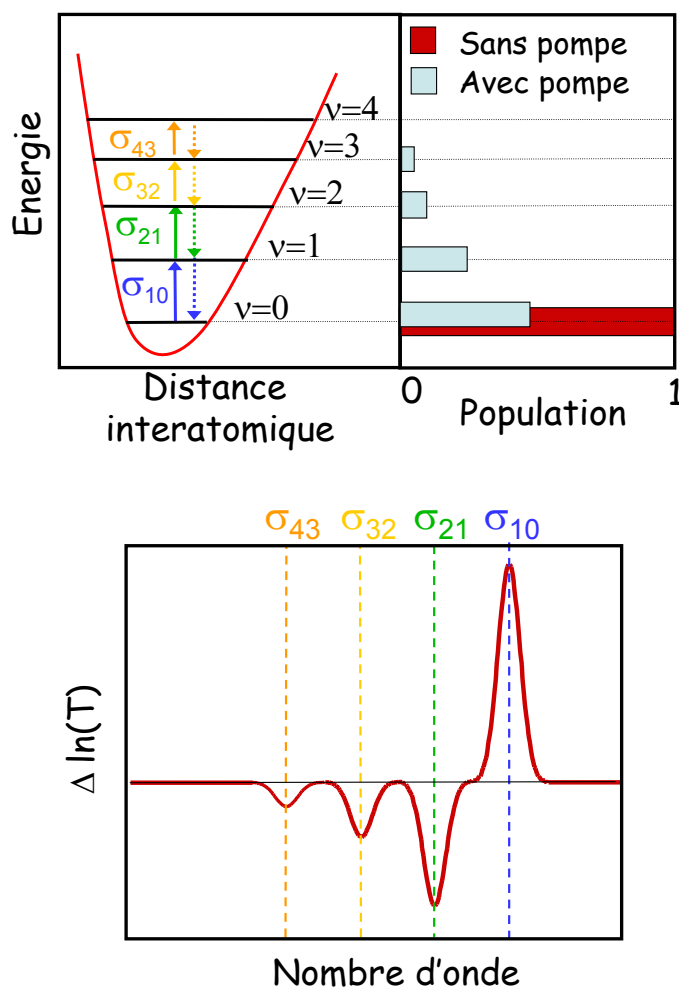 Energie
ν=4
ν=3
ν=2
ν=1
ν=0
σ43
σ32
σ21
σ10
Distance
interatomique
Sans pompe
Avec pompe
0
1
Population
σ43 σ32 σ21 σ10
Δ ln(T)
Nombre d'onde